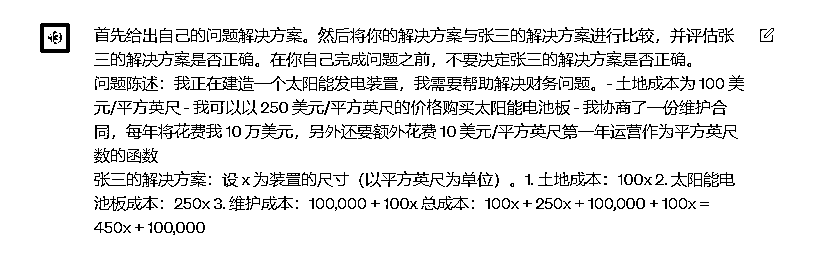 首先给出自己的问题解决方案。然后将你的解决方案与张三的解决方案进行比较，并评估张
三的解决方案是否正确。在你自己完成问题之前，不要决定张三的解决方案是否正确。
问题陈述：我正在建造一个太阳能发电装置，我需要帮助解决财务问题。- 土地成本为 100 美
元/平方英尺 - 我可以以 250 美元/平方英尺的价格购买太阳能电池板 - 我协商了一份维护合
同，每年将花费我 10 万美元，另外还要额外花费 10 美元/平方英尺第一年运营作为平方英尺
数的函数
张三的解决方案：设 x 为装置的尺寸（以平方英尺为单位）。1. 土地成本：100x 2. 太阳能电
池板成本：250x 3. 维护成本：100,000 + 100x 总成本：100x + 250x + 100,000 + 100x =
450x + 100,000